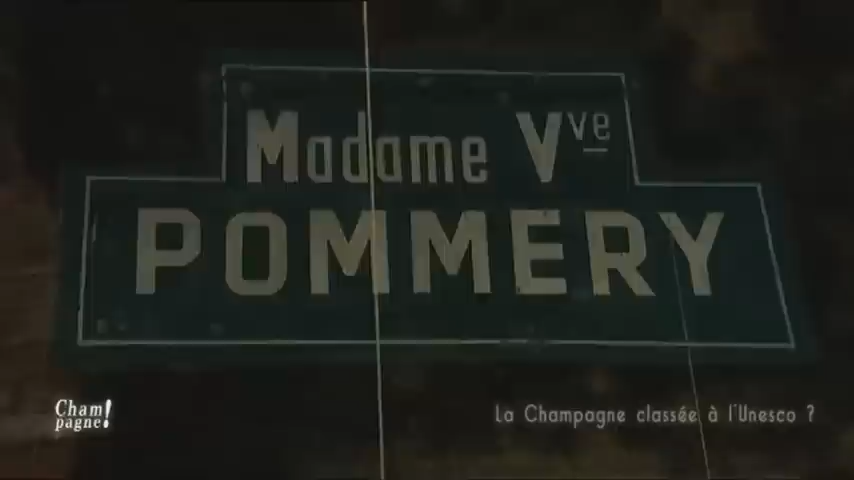 Madame Vve
POMMERY
Cham!
pagne
La Champagne classée à l'Unesco ?